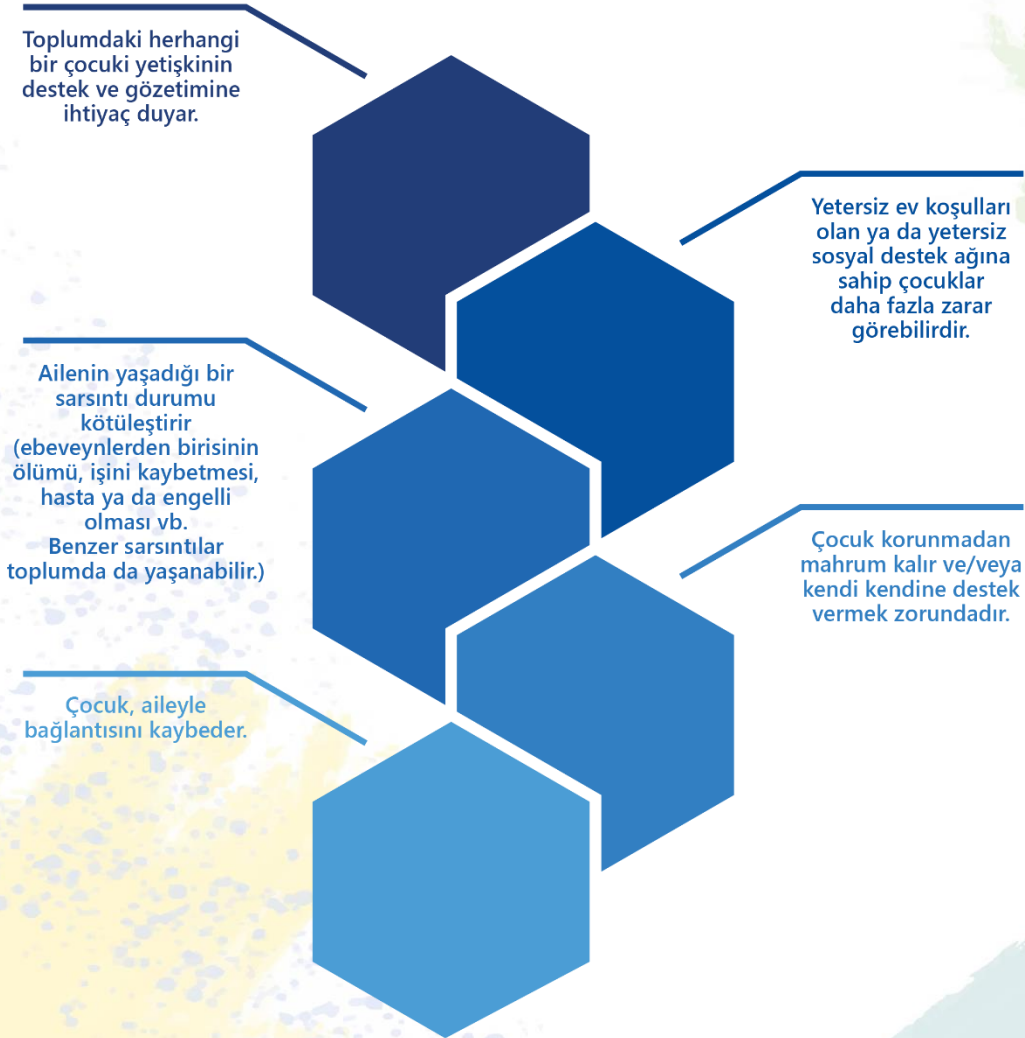 Toplumdaki herhangi
bir çocuki yetişkinin
destek ve gözetimine
ihtiyaç duyar.
Yetersiz ev koşulları
olan ya da yetersiz
sosyal destek ağına
sahip çocuklar
daha fazla zarar
görebilirdir.
Ailenin yaşadığı bir
sarsıntı durumu
kötüleştirir
(ebeveynlerden birisinin
ölümü, işini kaybetmesi,
hasta ya da engelli
olması vb.
Benzer sarsıntılar
toplumda da yaşanabilir.)
Çocuk korunmadan
mahrum kalır ve/veya
kendi kendine destek
vermek zorundadır.
Çocuk, aileyle
bağlantısını kaybeder.